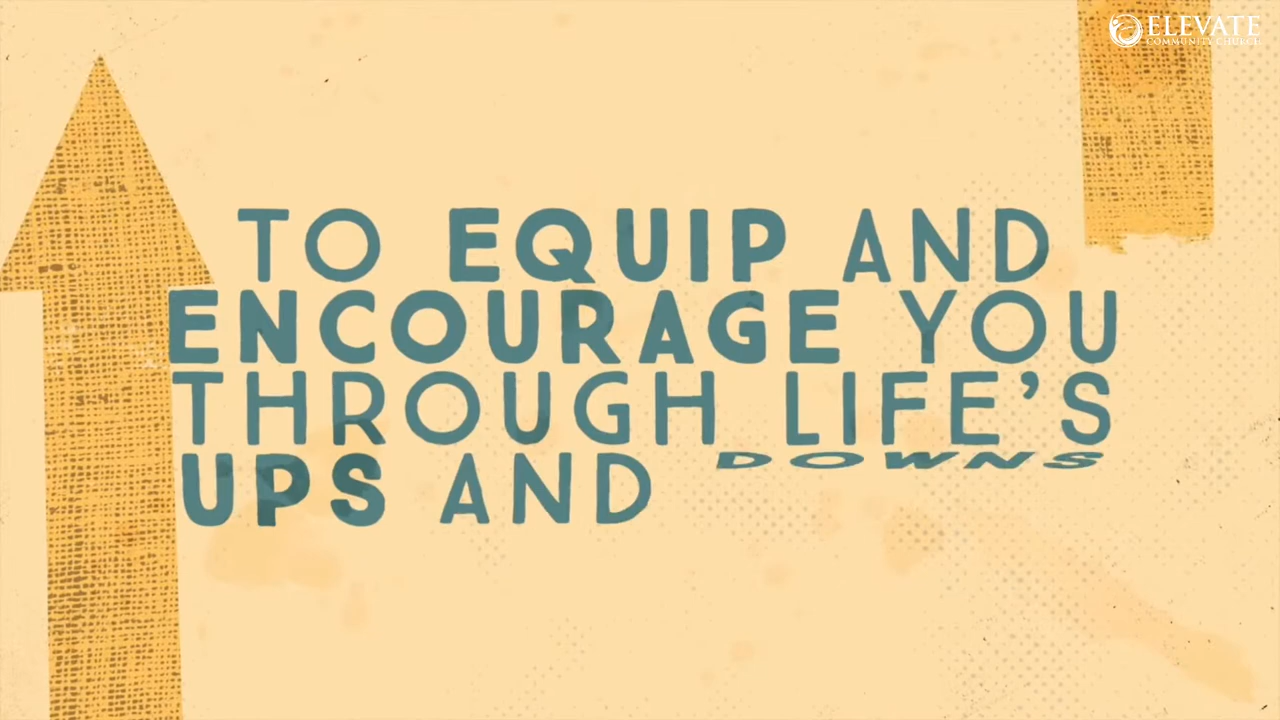 ELEVATE
COMMUNITY CHURCH
TO EQUIP AND
ENCOURAGE YOU
THROUGH LIFE'S
UPS AND DOWNS